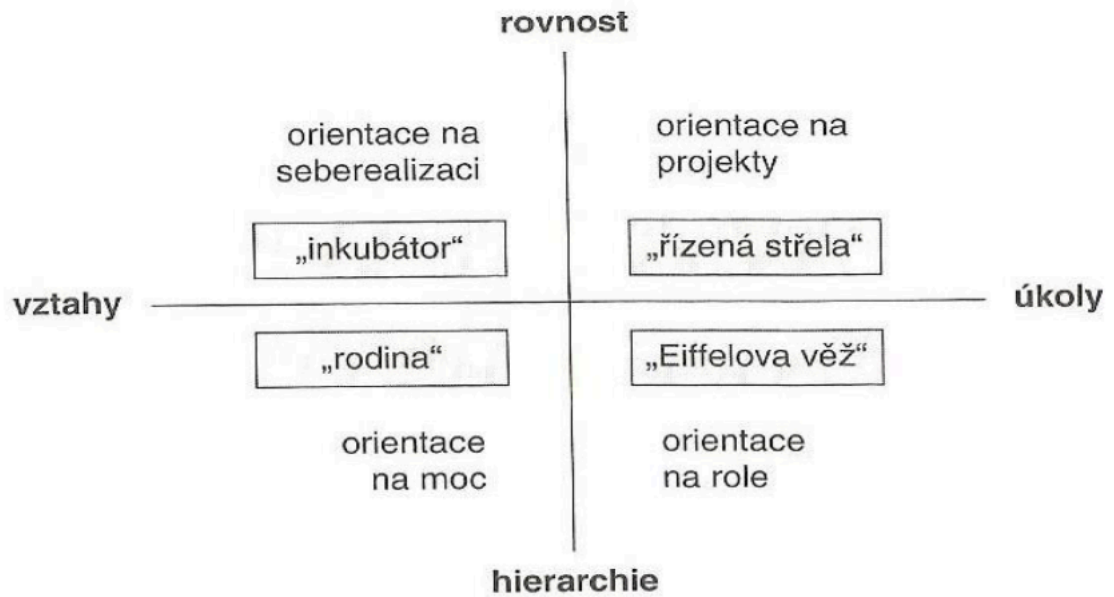 rovnost
orientace na
seberealizaci
orientace na
projekty
„inkubátor“
„řízená střela“
vztahy
úkoly
„rodina“
„Eiffelova věž“
orientace
na moc
orientace
na role
hierarchie